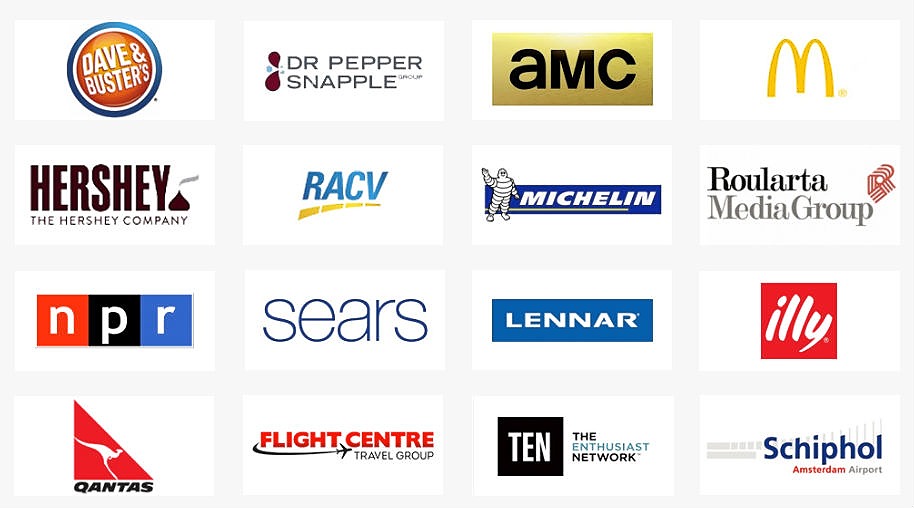 DAVE &
BUSTER'S
DR PEPPER
SNAPPLE GROUP
aMC
M
®
HERSHEY
THE HERSHEY COMPANY
RACV
MICHELIN
Roularta
MediaGroup
npr
sears
LENNAR®
illy®
QANTAS
FLIGHT CENTRE
TRAVEL GROUP
TEN
THE
ENTHUSIAST
NETWORK™
Schiphol
Amsterdam Airport